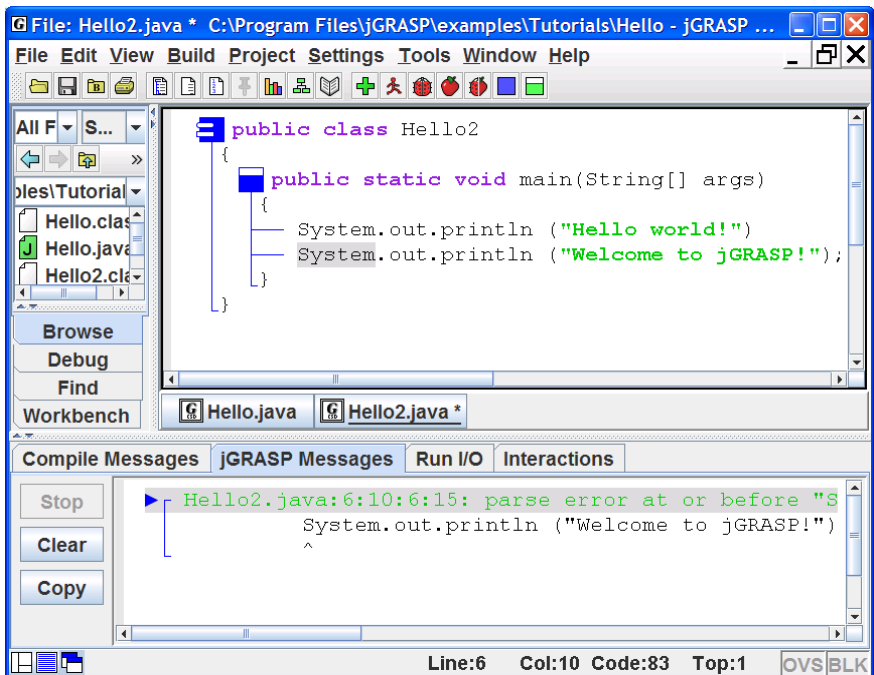 File: Hello2.java *  C:\Program Files\jGRASP\examples\Tutorials\Hello - jGRASP ...
File Edit View Build Project Settings Tools Window Help
All F S...
»
Tutorial
Hello.clas
Hello.java
Hello2.cla
Browse
Debug
Find
Workbench
public class Hello2
{
public static void main(String[] args)
{
System.out.println ("Hello world!")
System.out.println ("Welcome to jGRASP!");
}
}
Hello.java Hello2.java *
Compile Messages jGRASP Messages Run I/O Interactions
Stop
Clear
Copy
Hello2.java:6:10:6:15: parse error at or before "S
System.out.println ("Welcome to jGRASP!")
^
Line:6 Col:10 Code:83 Top:1 OVS BLK